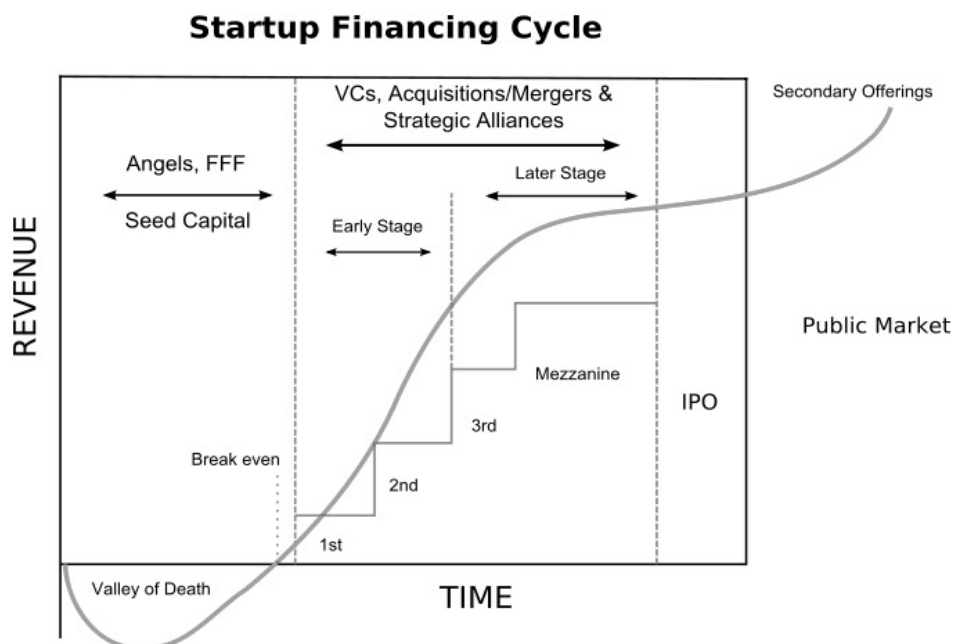 Startup Financing Cycle
VCs, Acquisitions/Mergers &
Strategic Alliances
Secondary Offerings
Angels, FFF
Seed Capital
Later Stage
Early Stage
REVENUE
Public Market
Mezzanine
IPO
3rd
Break even
2nd
1st
Valley of Death
TIME